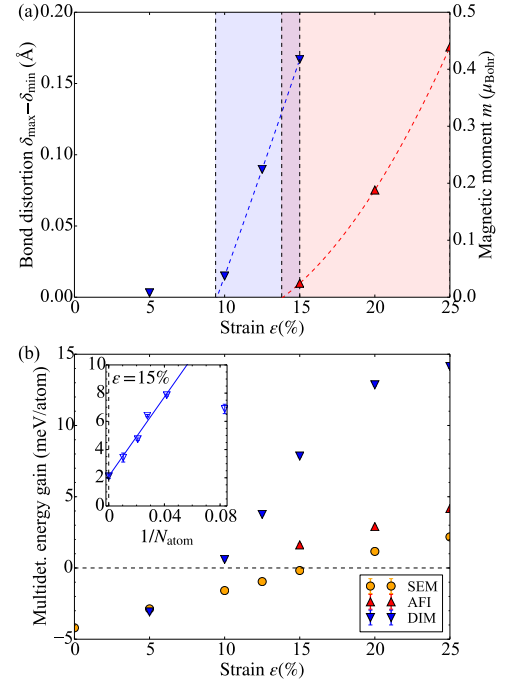 (a)
0.20
0.15
0.10
0.05
0.00
Bond distortion δmax−δmin (Å)
0.5
0.4
0.3
0.2
0.1
0.0
Magnetic moment m (μBohr)
0 5 10 15 20 25
Strain ε(%)
(b)
15
10
5
0
−5
Multidet. energy gain (meV/atom)
10
8
6
4
2
0
ε=15%
0 0.04 0.08
1/Natom
SEM
AFI
DIM
0 5 10 15 20 25
Strain ε(%)